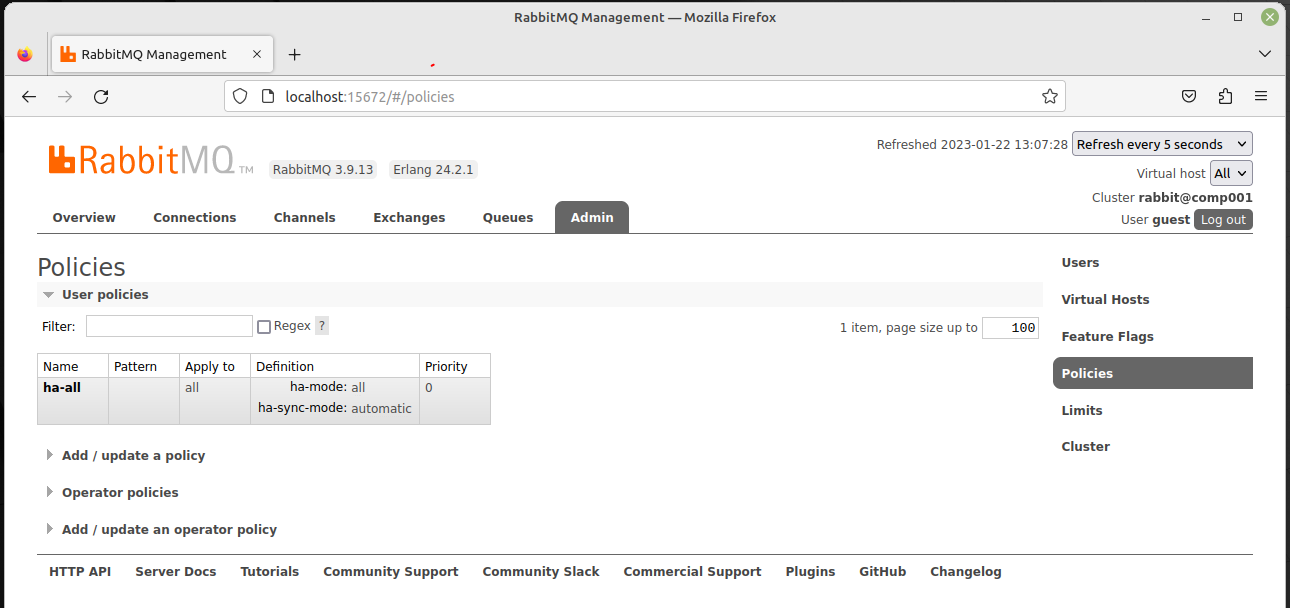 RabbitMQ Management — Mozilla Firefox
RabbitMQ Management
localhost:15672/#/policies
RabbitMQ TM RabbitMQ 3.9.13 Erlang 24.2.1
Refreshed 2023-01-22 13:07:28 Refresh every 5 seconds
Virtual host All
Cluster rabbit@comp001
User guest Log out
Overview Connections Channels Exchanges Queues Admin
Policies
User policies
Filter: Regex ? 1 item, page size up to 100
Name Pattern Apply to Definition Priority
ha-all all ha-mode: all 0
ha-sync-mode: automatic
Add / update a policy
Operator policies
Add / update an operator policy
Users
Virtual Hosts
Feature Flags
Policies
Limits
Cluster
HTTP API Server Docs Tutorials Community Support Community Slack Commercial Support Plugins GitHub Changelog